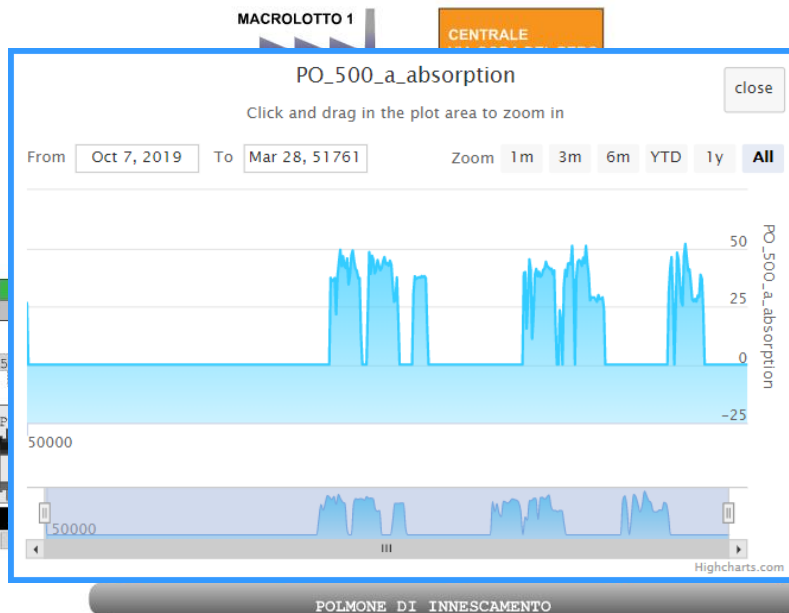 MACROLOTTO 1
CENTRALE
PO_500_a_absorption
close
Click and drag in the plot area to zoom in
From Oct 7, 2019 To Mar 28, 51761 Zoom 1m 3m 6m YTD 1y All
50
25
0
-25
PO_500_a_absorption
50000
50000
Highcharts.com
POLMONE DI INNESCAMENTO